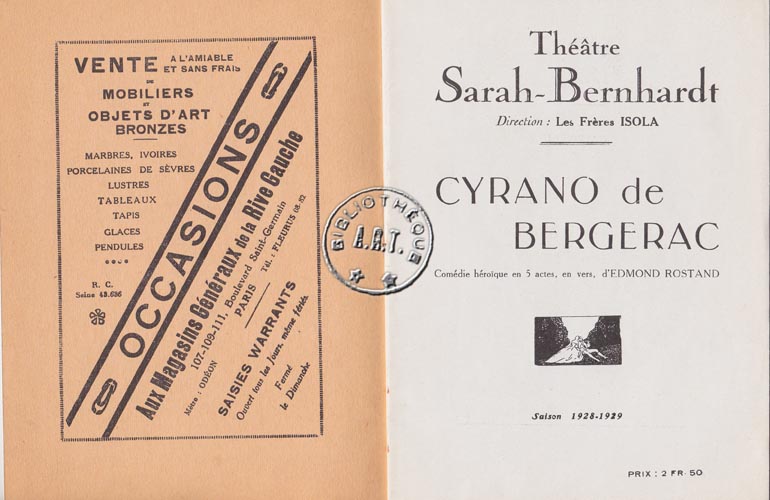 VENTE A L'AMIABLE ET SANS FRAIS
DE
MOBILIERS
ET
OBJETS D'ART
BRONZES
MARBRES, IVOIRES
PORCELAINES DE SÈVRES
LUSTRES
TABLEAUX
TAPIS
GLACES
PENDULES
R. C.
Seine 43.636
OCCASIONS
Aux Magasins Généraux de la Rive Gauche
107-109-111, Boulevard Saint-Germain
PARIS
Métro : ODÉON
Tél. : FLEURUS 08-82
SAISIES WARRANTS
Ouvert tous les Jours, même fériés.
Fermé
le Dimanche
BIBLIOTHÈQUE
A.R.T.
Théâtre
Sarah-Bernhardt
Direction : Les Frères ISOLA
CYRANO de
BERGERAC
Comédie héroïque en 5 actes, en vers, d'EDMOND ROSTAND
Saison 1928-1929
PRIX : 2 FR. 50